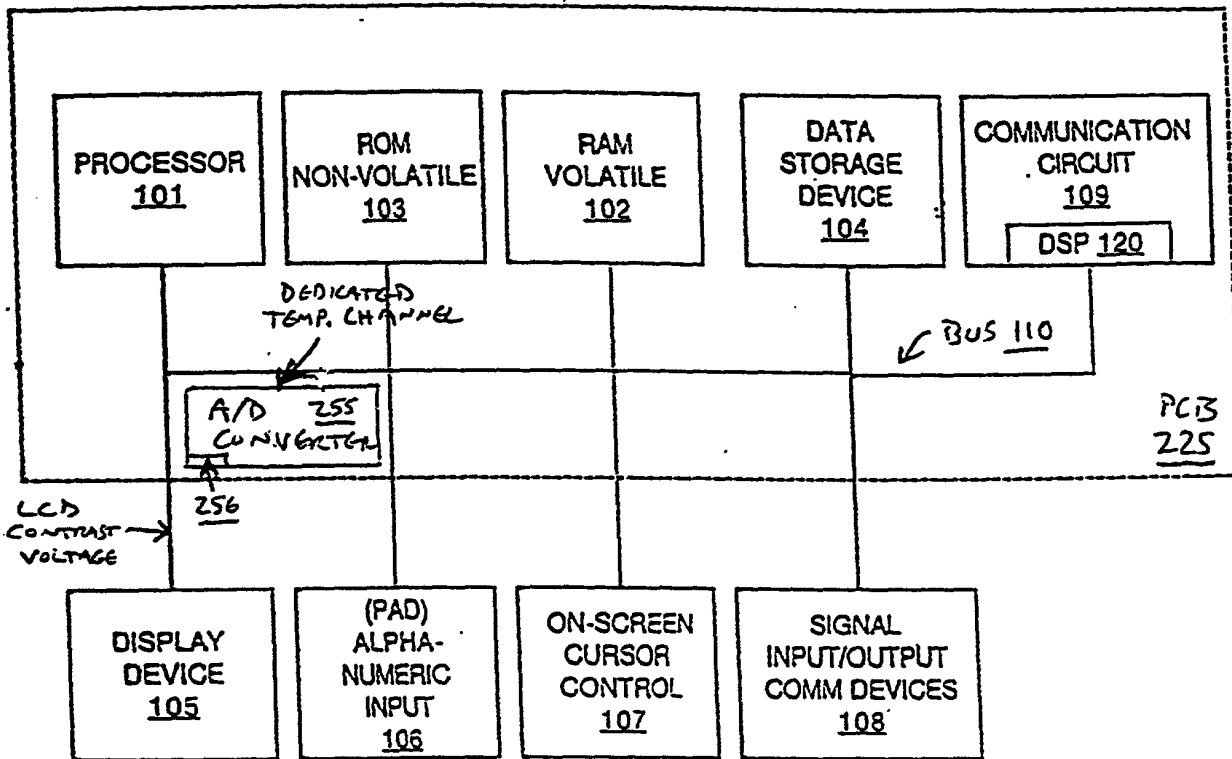 PROCESSOR
101
ROM
NON-VOLATILE
103
RAM
VOLATILE
102
DATA
STORAGE
DEVICE
104
COMMUNICATION
CIRCUIT
109
DSP 120
DEDICATED
TEMP. CHANNEL
BUS 110
A/D 255
CONVERTER
256
PCB
225
LCD
CONTRAST
VOLTAGE
DISPLAY
DEVICE
105
(PAD)
ALPHA-
NUMERIC
INPUT
106
ON-SCREEN
CURSOR
CONTROL
107
SIGNAL
INPUT/OUTPUT
COMM DEVICES
108